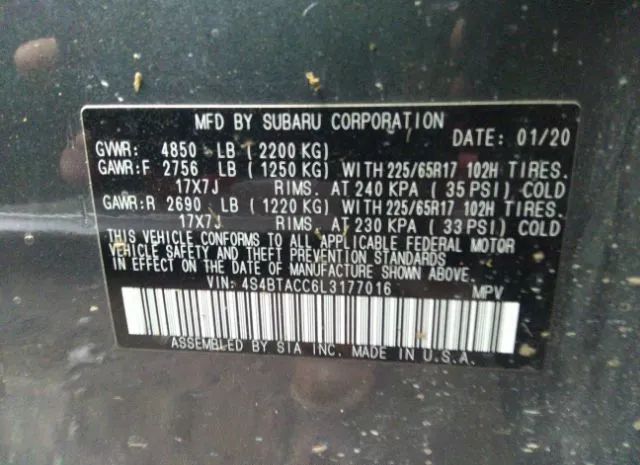 MFD BY SUBARU CORPORATION
DATE: 01/20
GVWR: 4850 LB ( 2200 KG)
GAWR:F 2756 LB ( 1250 KG) WITH 225/65R17 102H TIRES.
17X7J RIMS. AT 240 KPA ( 35 PSI) COLD
GAWR:R 2690 LB ( 1220 KG) WITH 225/65R17 102H TIRES.
17X7J RIMS. AT 230 KPA ( 33 PSI) COLD
THIS VEHICLE CONFORMS TO ALL APPLICABLE FEDERAL MOTOR
VEHICLE SAFETY AND THEFT PREVENTION STANDARDS
IN EFFECT ON THE DATE OF MANUFACTURE SHOWN ABOVE.
VIN: 4S4BTACC6L3177016 MPV
ASSEMBLED BY SIA INC. MADE IN U.S.A.